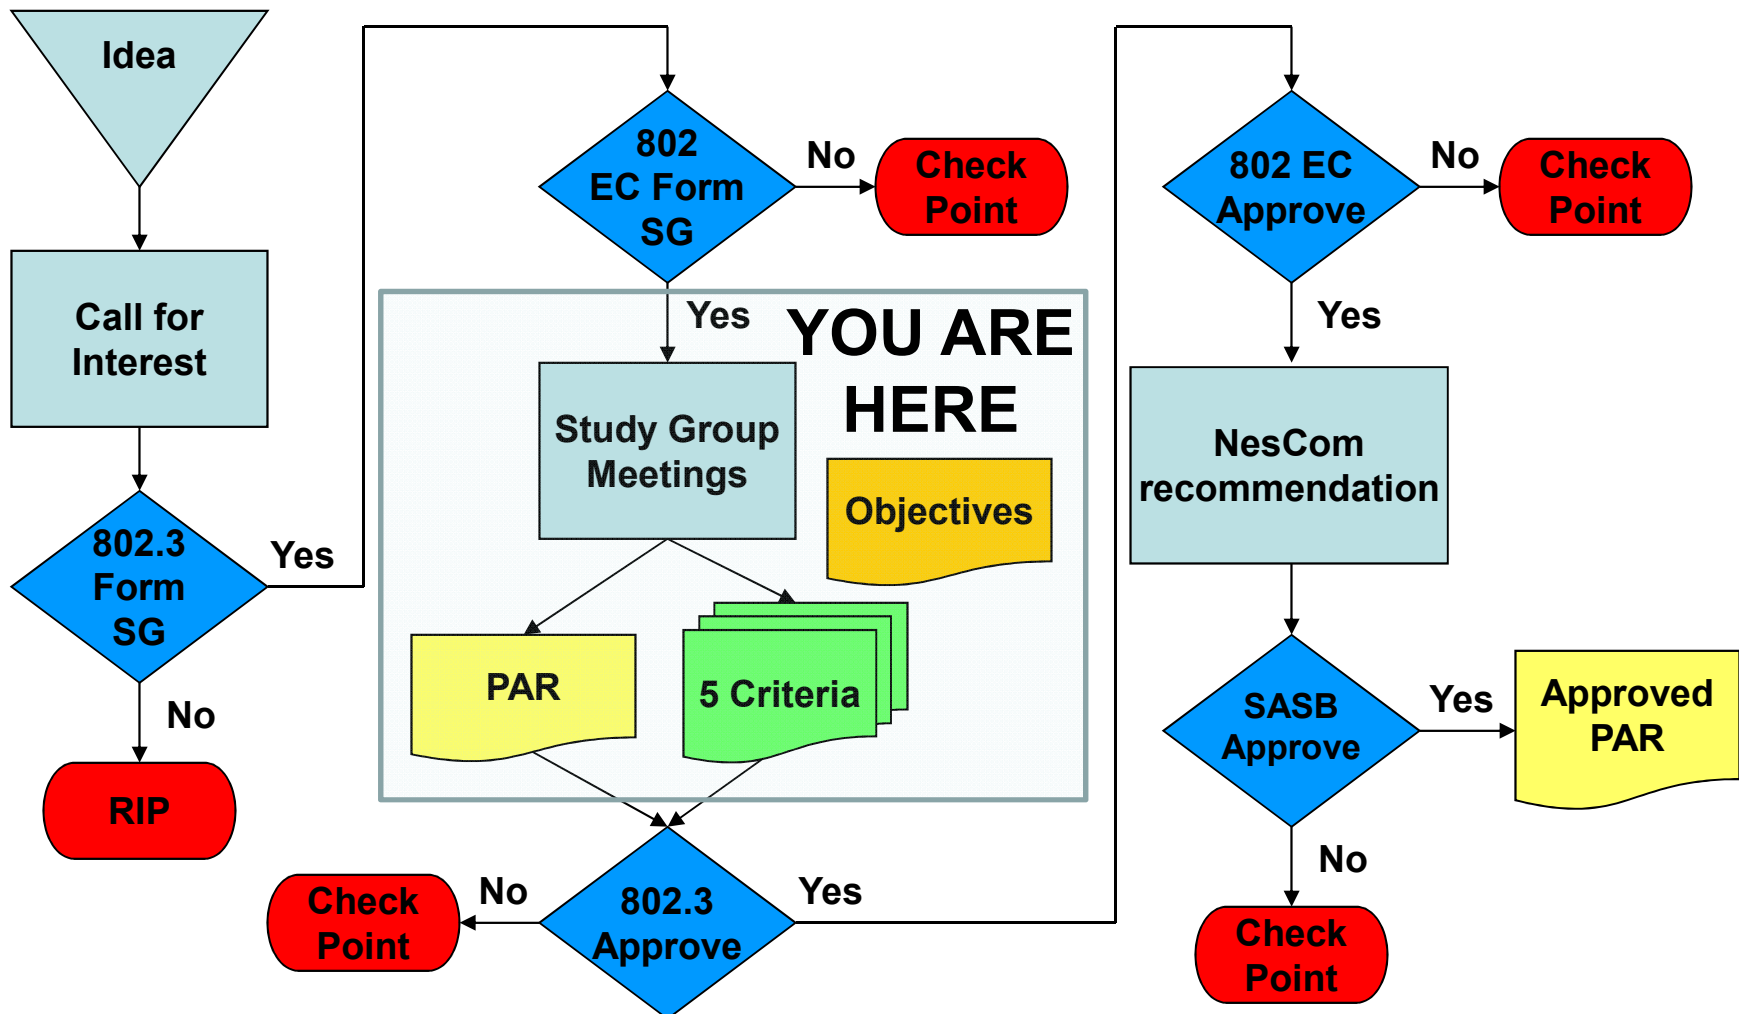 Idea
Call for
Interest
802.3
Form
SG
Yes
No
RIP
802
EC Form
SG
No
Check
Point
Yes
YOU ARE
HERE
Study Group
Meetings
Objectives
PAR
5 Criteria
802.3
Approve
No
Check
Point
Yes
802 EC
Approve
No
Check
Point
Yes
NesCom
recommendation
SASB
Approve
Yes
Approved
PAR
No
Check
Point